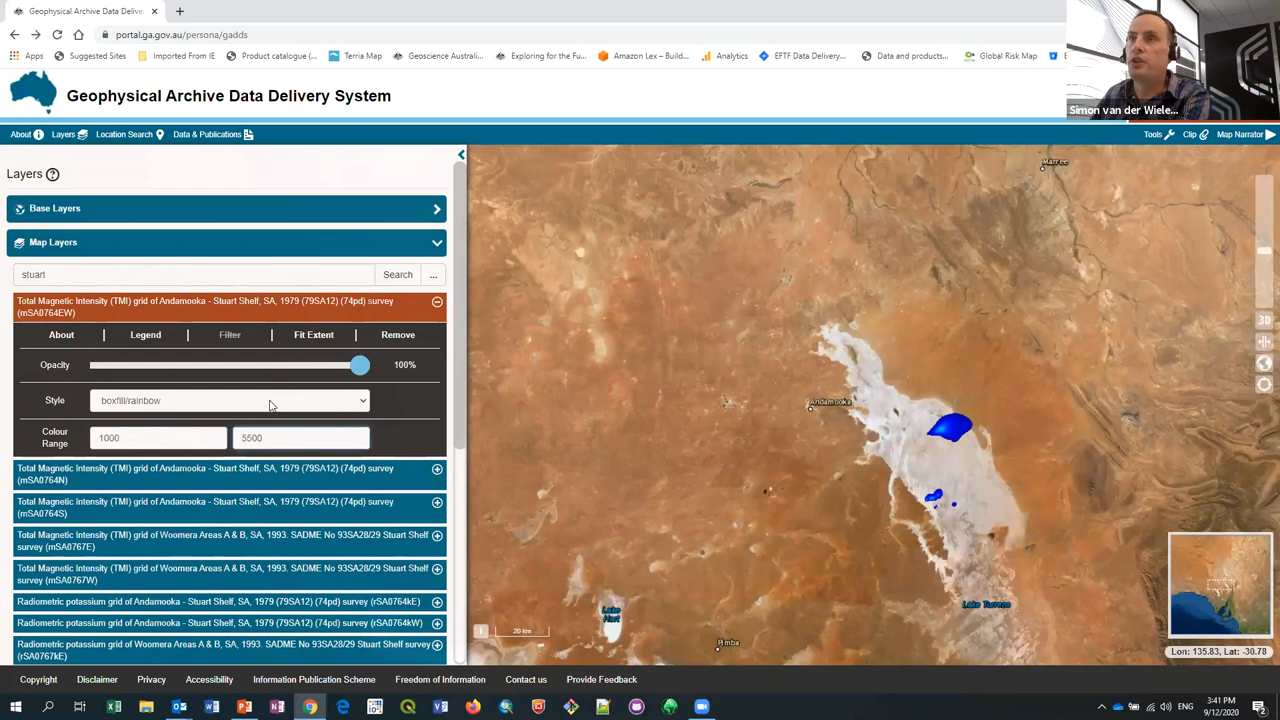 Geophysical Archive Data Deliver
portal.ga.gov.au/persona/gadds
Apps
Suggested Sites
Imported From IE
Product catalogue (-...
Terria Map
Geoscience Australi...
Exploring for the Fu...
Amazon Lex – Build...
Analytics
EFTF Data Delivery...
Data and products...
Global Risk Map
Simon van der Wiele...
Geophysical Archive Data Delivery System
About
Layers
Location Search
Data & Publications
Tools
Clip
Map Narrator
Layers
Base Layers
Map Layers
stuart
Search
...
Total Magnetic Intensity (TMI) grid of Andamooka - Stuart Shelf, SA, 1979 (79SA12) (74pd) survey
(mSA0764EW)
About
Legend
Filter
Fit Extent
Remove
Opacity
100%
Style
boxfill/rainbow
Colour
Range
1000
5500
Total Magnetic Intensity (TMI) grid of Andamooka - Stuart Shelf, SA, 1979 (79SA12) (74pd) survey
(mSA0764N)
Total Magnetic Intensity (TMI) grid of Andamooka - Stuart Shelf, SA, 1979 (79SA12) (74pd) survey
(mSA0764S)
Total Magnetic Intensity (TMI) grid of Woomera Areas A & B, SA, 1993. SADME No 93SA28/29 Stuart Shelf
survey (mSA0767E)
Total Magnetic Intensity (TMI) grid of Woomera Areas A & B, SA, 1993. SADME No 93SA28/29 Stuart Shelf
survey (mSA0767W)
Radiometric potassium grid of Andamooka - Stuart Shelf, SA, 1979 (79SA12) (74pd) survey (rSA0764kE)
Radiometric potassium grid of Andamooka - Stuart Shelf, SA, 1979 (79SA12) (74pd) survey (rSA0764kW)
Radiometric potassium grid of Woomera Areas A & B, SA, 1993. SADME No 93SA28/29 Stuart Shelf survey
(rSA0767kE)
Marree
Andamooka
Lake
Hart
Lake Torrens
Pimba
20 km
3D
Lon: 135.83, Lat: -30.78
Copyright
Disclaimer
Privacy
Accessibility
Information Publication Scheme
Freedom of Information
Contact us
Provide Feedback
3:41 PM
9/12/2020